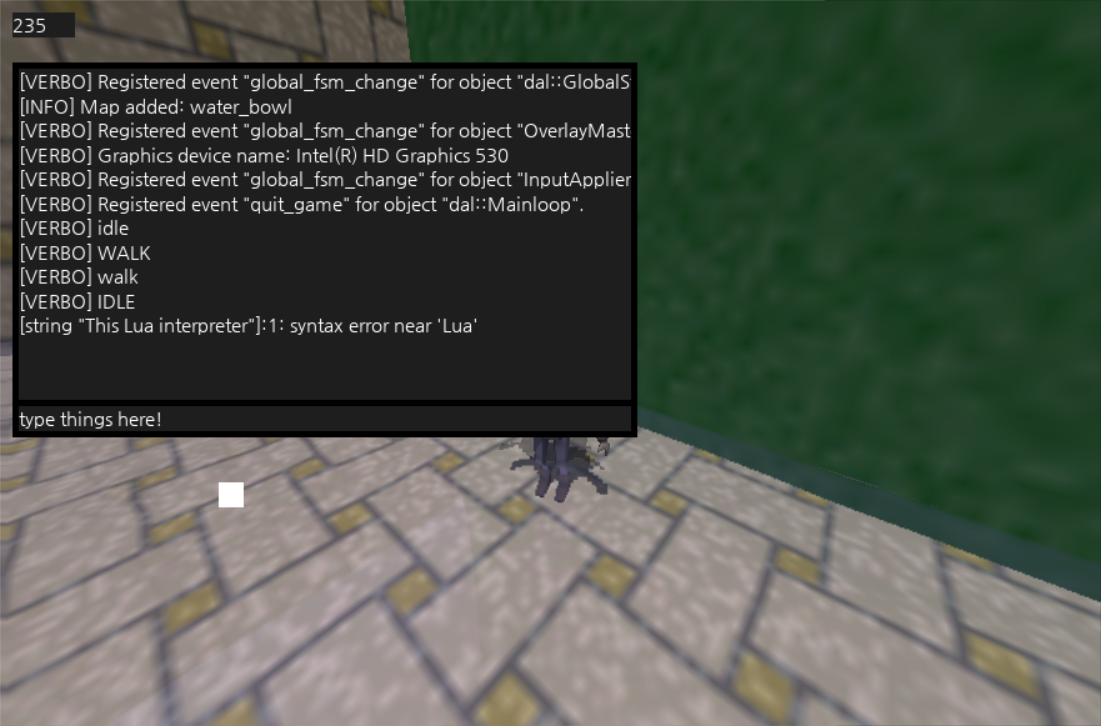 235
[VERBO] Registered event "global_fsm_change" for object "dal::GlobalS
[INFO] Map added: water_bowl
[VERBO] Registered event "global_fsm_change" for object "OverlayMast
[VERBO] Graphics device name: Intel(R) HD Graphics 530
[VERBO] Registered event "global_fsm_change" for object "InputApplier
[VERBO] Registered event "quit_game" for object "dal::Mainloop".
[VERBO] idle
[VERBO] WALK
[VERBO] walk
[VERBO] IDLE
[string "This Lua interpreter"]:1: syntax error near 'Lua'
type things here!